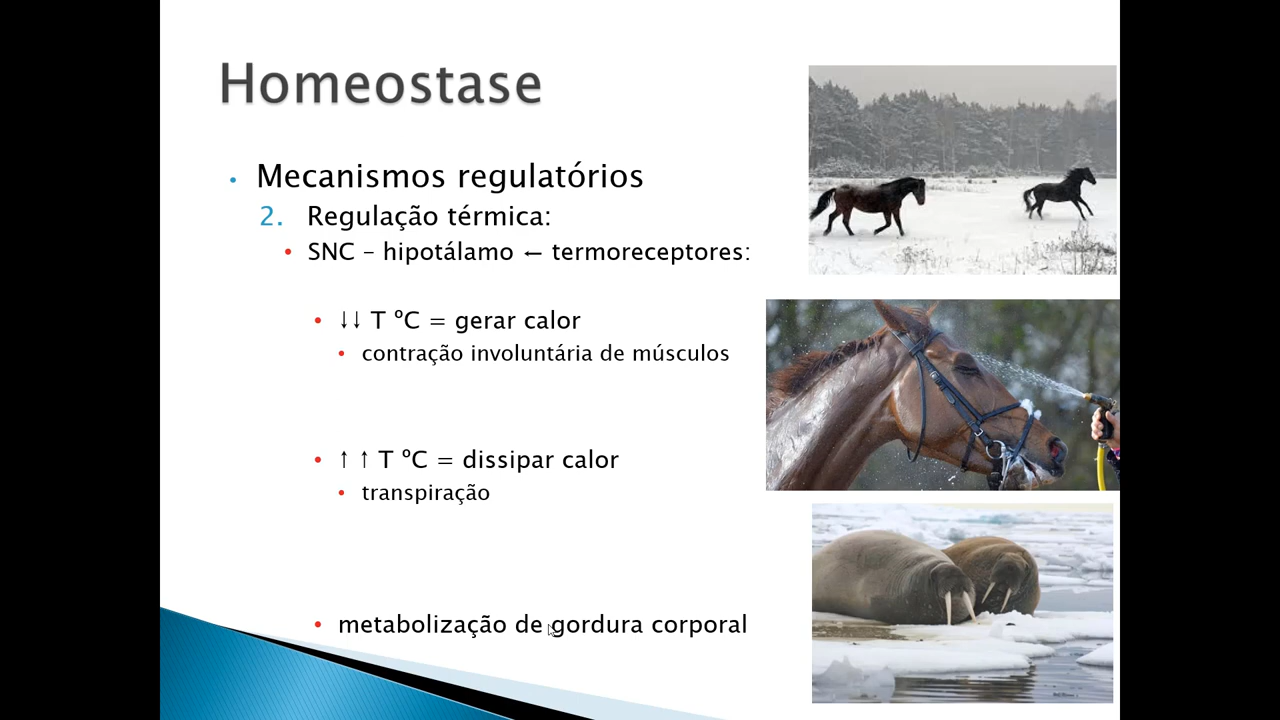 Homeostase
• Mecanismos regulatórios
2. Regulação térmica:
• SNC – hipotálamo ← termoreceptores:
• ↓↓ T ºC = gerar calor
• contração involuntária de músculos
• ↑ ↑ T ºC = dissipar calor
• transpiração
• metabolização de gordura corporal